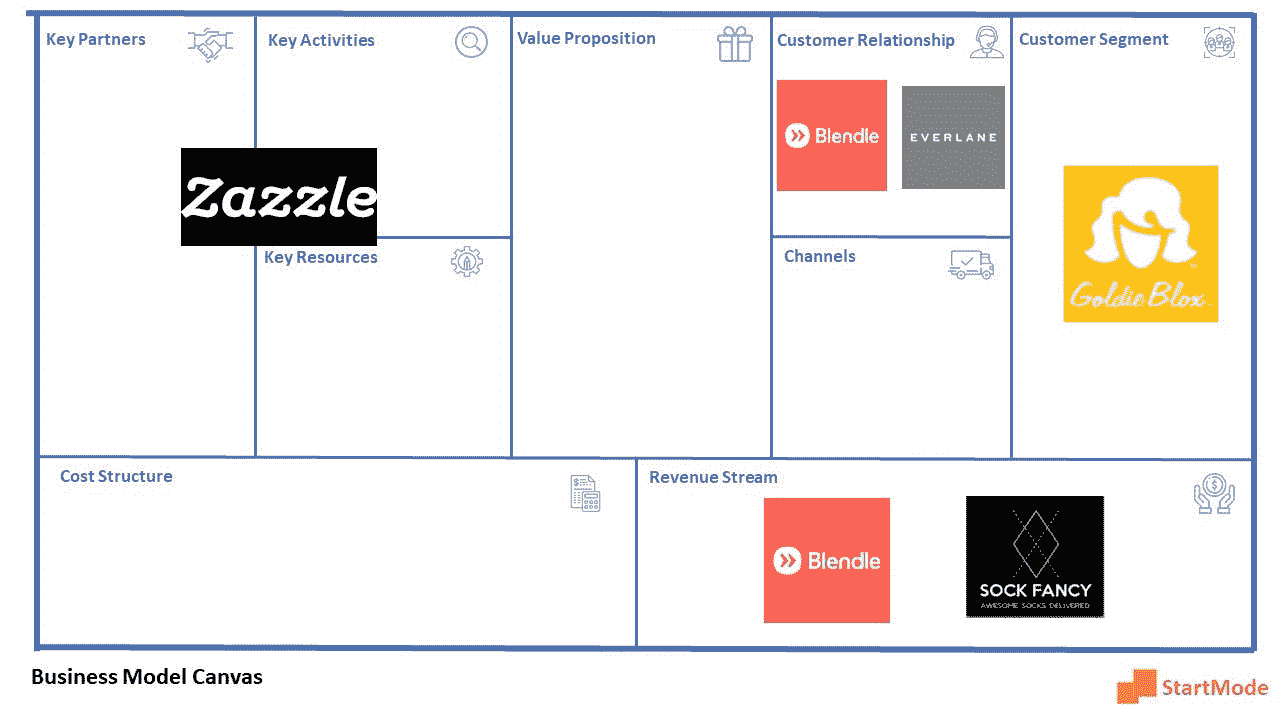 Key Partners
Key Activities
Value Proposition
Customer Relationship
Customer Segment
Blendle
EVERLANE
Zazzle
Goldie Blox
Key Resources
Channels
Cost Structure
Revenue Stream
Blendle
SOCK FANCY
AWESOME SOCKS DELIVERED
Business Model Canvas
StartMode